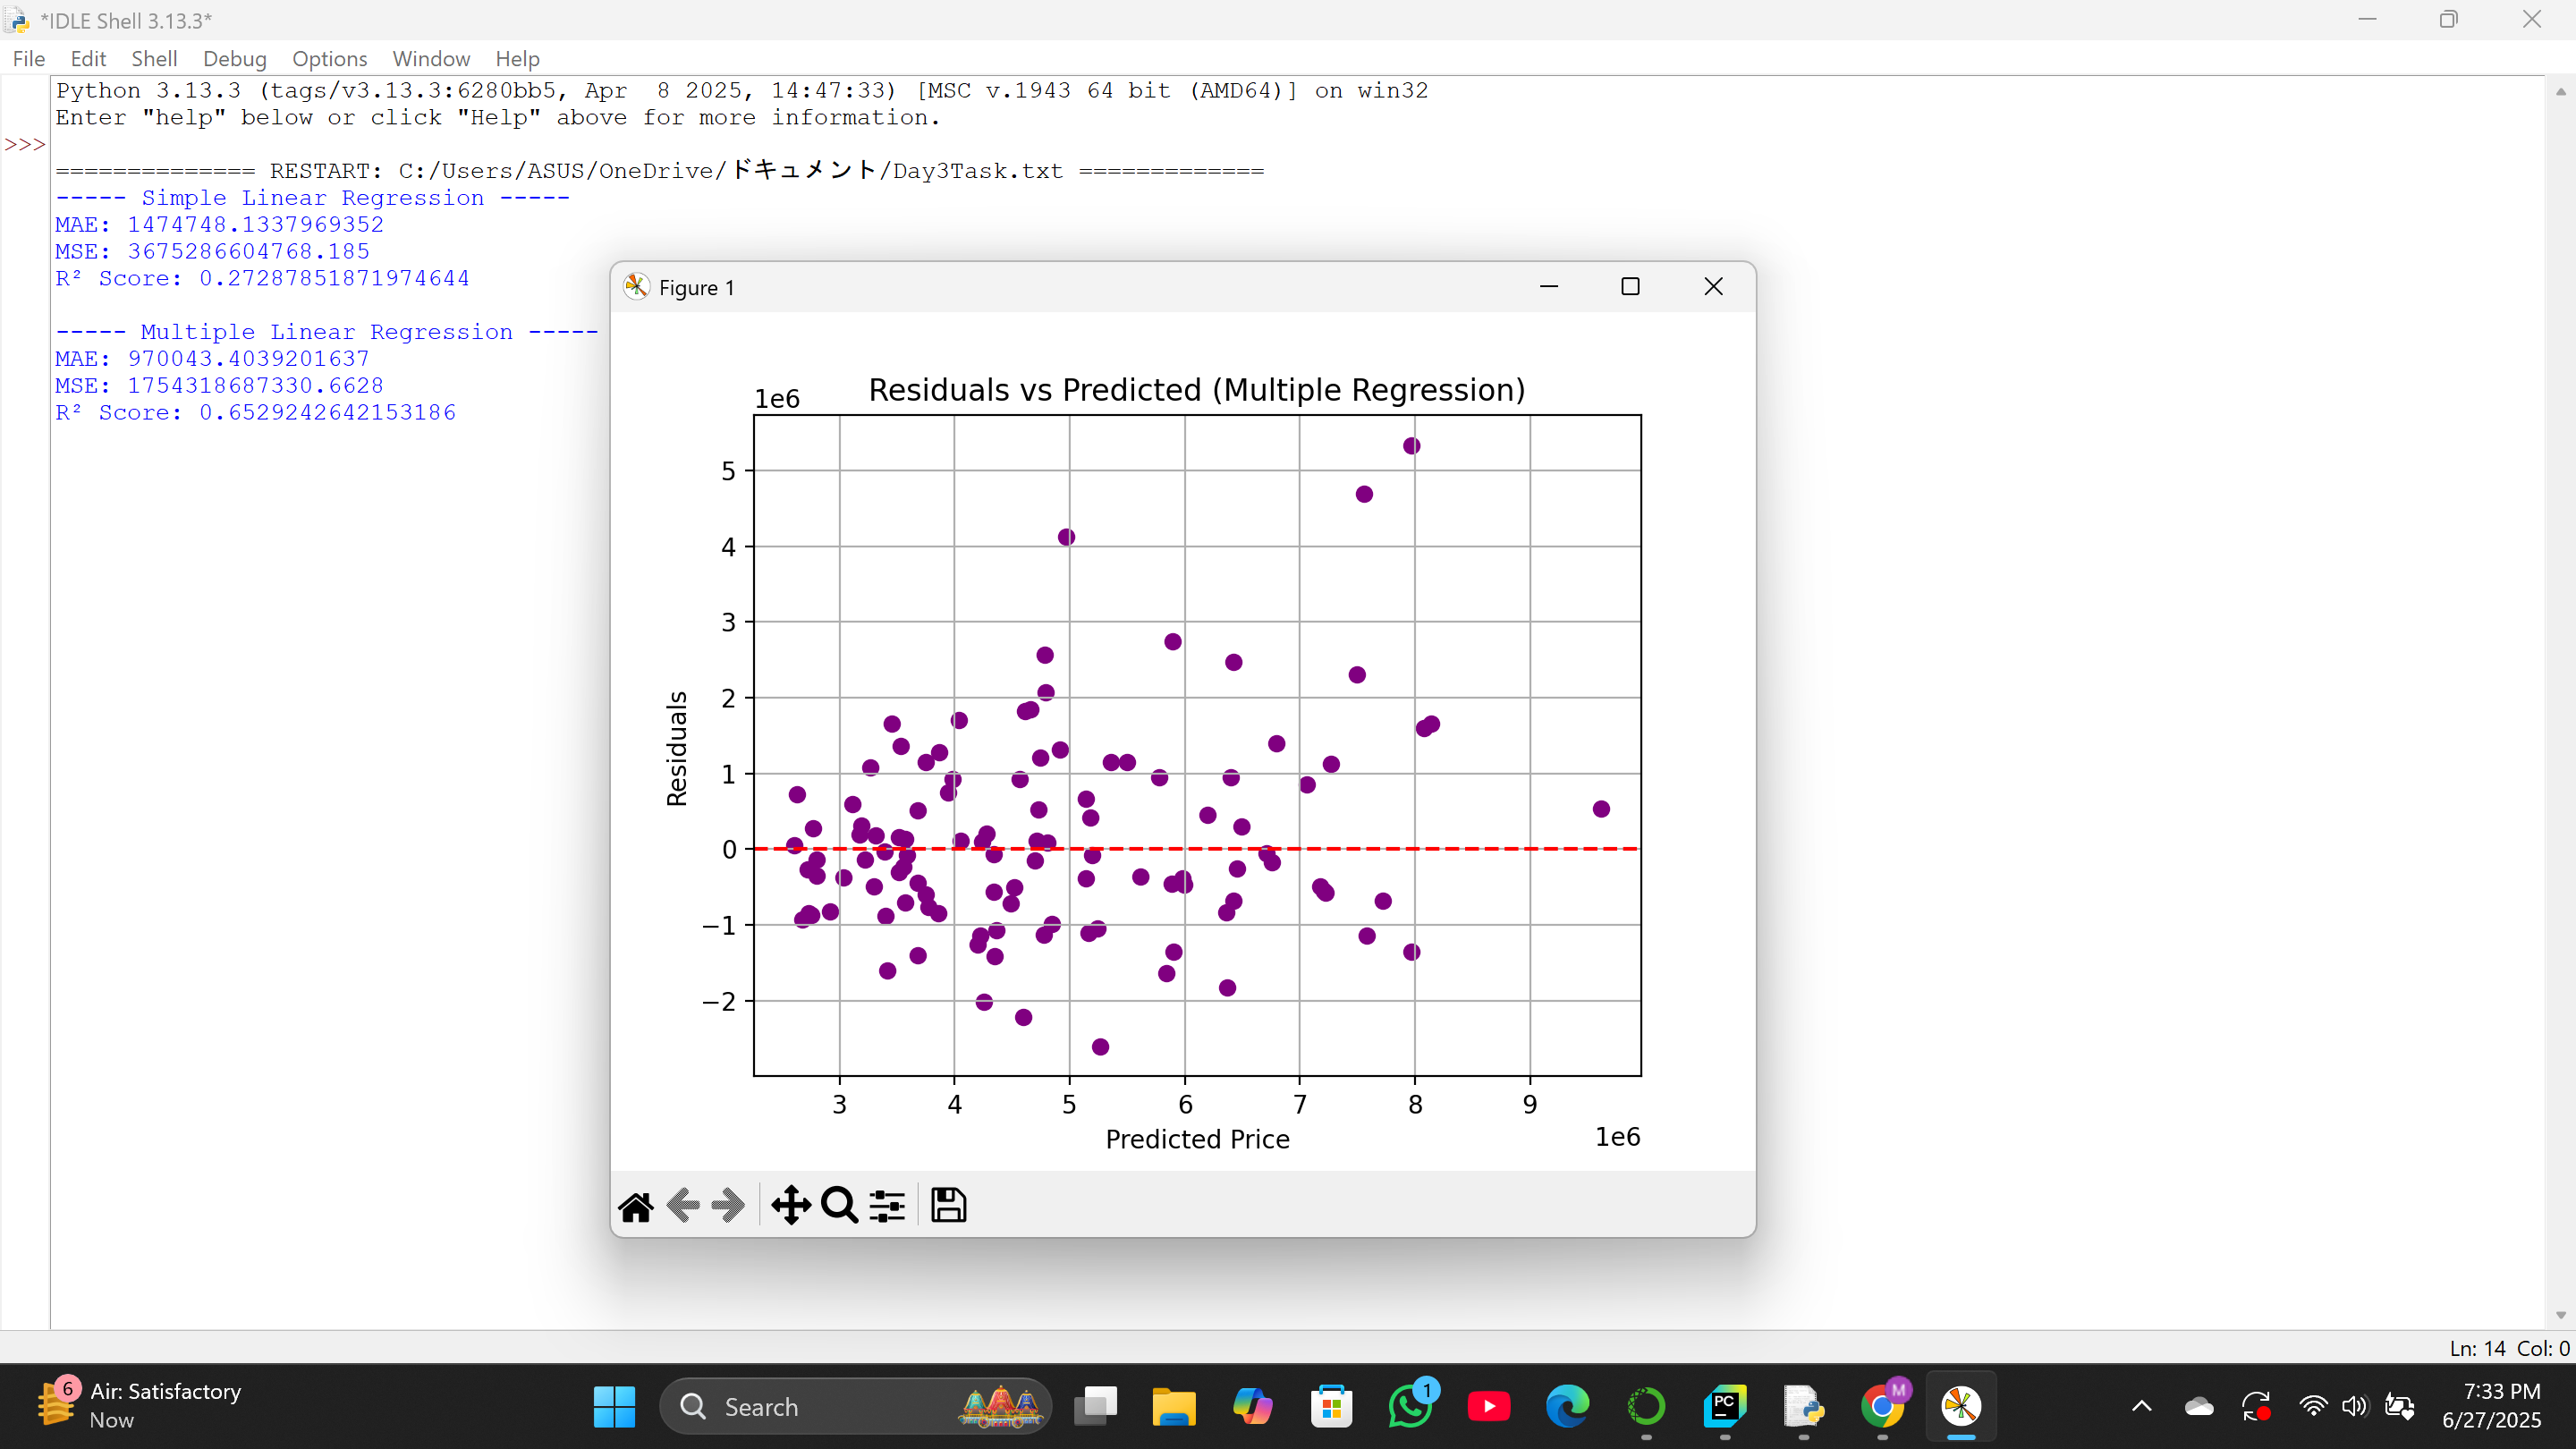 *IDLE Shell 3.13.3*
File Edit Shell Debug Options Window Help
Python 3.13.3 (tags/v3.13.3:6280bb5, Apr  8 2025, 14:47:33) [MSC v.1943 64 bit (AMD64)] on win32
Enter "help" below or click "Help" above for more information.
>>>
============== RESTART: C:/Users/ASUS/OneDrive/ドキュメント/Day3Task.txt =============
----- Simple Linear Regression -----
MAE: 1474748.1337969352
MSE: 3675286604768.185
R² Score: 0.27287851871974644
----- Multiple Linear Regression -----
MAE: 970043.4039201637
MSE: 1754318687330.6628
R² Score: 0.6529242642153186
Figure 1
1e6
Residuals vs Predicted (Multiple Regression)
5
4
3
2
1
0
−1
−2
Residuals
3 4 5 6 7 8 9
Predicted Price
1e6
Ln: 14 Col: 0
6
Air: Satisfactory
Now
Search
1
PC
M
7:33 PM
6/27/2025